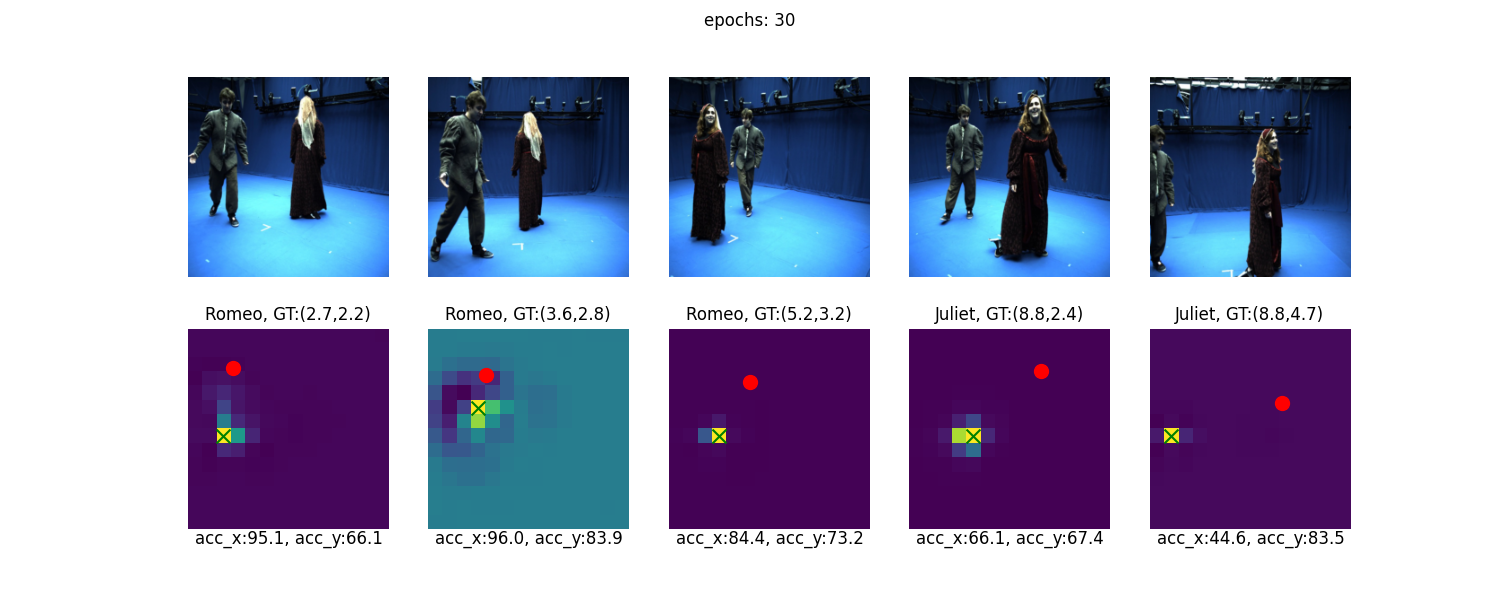 epochs: 30
Romeo, GT:(2.7,2.2)
Romeo, GT:(3.6,2.8)
Romeo, GT:(5.2,3.2)
Juliet, GT:(8.8,2.4)
Juliet, GT:(8.8,4.7)
acc_x:95.1, acc_y:66.1
acc_x:96.0, acc_y:83.9
acc_x:84.4, acc_y:73.2
acc_x:66.1, acc_y:67.4
acc_x:44.6, acc_y:83.5